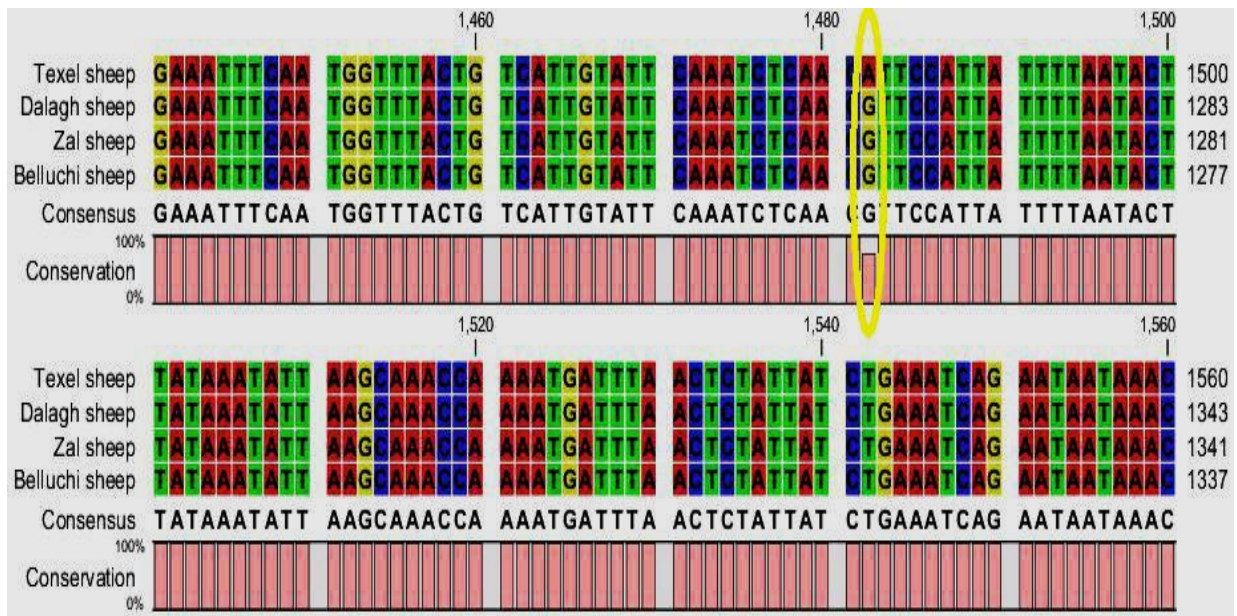 1,460 1,480 1,500
Texel sheep GAAATTTCAA TGGTTTACTG TCATTGTATT CAAATCTCAA CATTCCATTA TTTTAATACT 1500
Dalagh sheep GAAATTTCAA TGGTTTACTG TCATTGTATT CAAATCTCAA CGTTCCATTA TTTTAATACT 1283
Zal sheep GAAATTTCAA TGGTTTACTG TCATTGTATT CAAATCTCAA CGTTCCATTA TTTTAATACT 1281
Belluchi sheep GAAATTTCAA TGGTTTACTG TCATTGTATT CAAATCTCAA CGTTCCATTA TTTTAATACT 1277
Consensus GAAATTTCAA TGGTTTACTG TCATTGTATT CAAATCTCAA CGTTCCATTA TTTTAATACT
100%
Conservation
0%
1,520 1,540 1,560
Texel sheep TATAAATATT AAGCAAACCA AAATGATTTA ACTCTATTAT CTGAAATCAG AATAATAAAC 1560
Dalagh sheep TATAAATATT AAGCAAACCA AAATGATTTA ACTCTATTAT CTGAAATCAG AATAATAAAC 1343
Zal sheep TATAAATATT AAGCAAACCA AAATGATTTA ACTCTATTAT CTGAAATCAG AATAATAAAC 1341
Belluchi sheep TATAAATATT AAGCAAACCA AAATGATTTA ACTCTATTAT CTGAAATCAG AATAATAAAC 1337
Consensus TATAAATATT AAGCAAACCA AAATGATTTA ACTCTATTAT CTGAAATCAG AATAATAAAC
100%
Conservation
0%